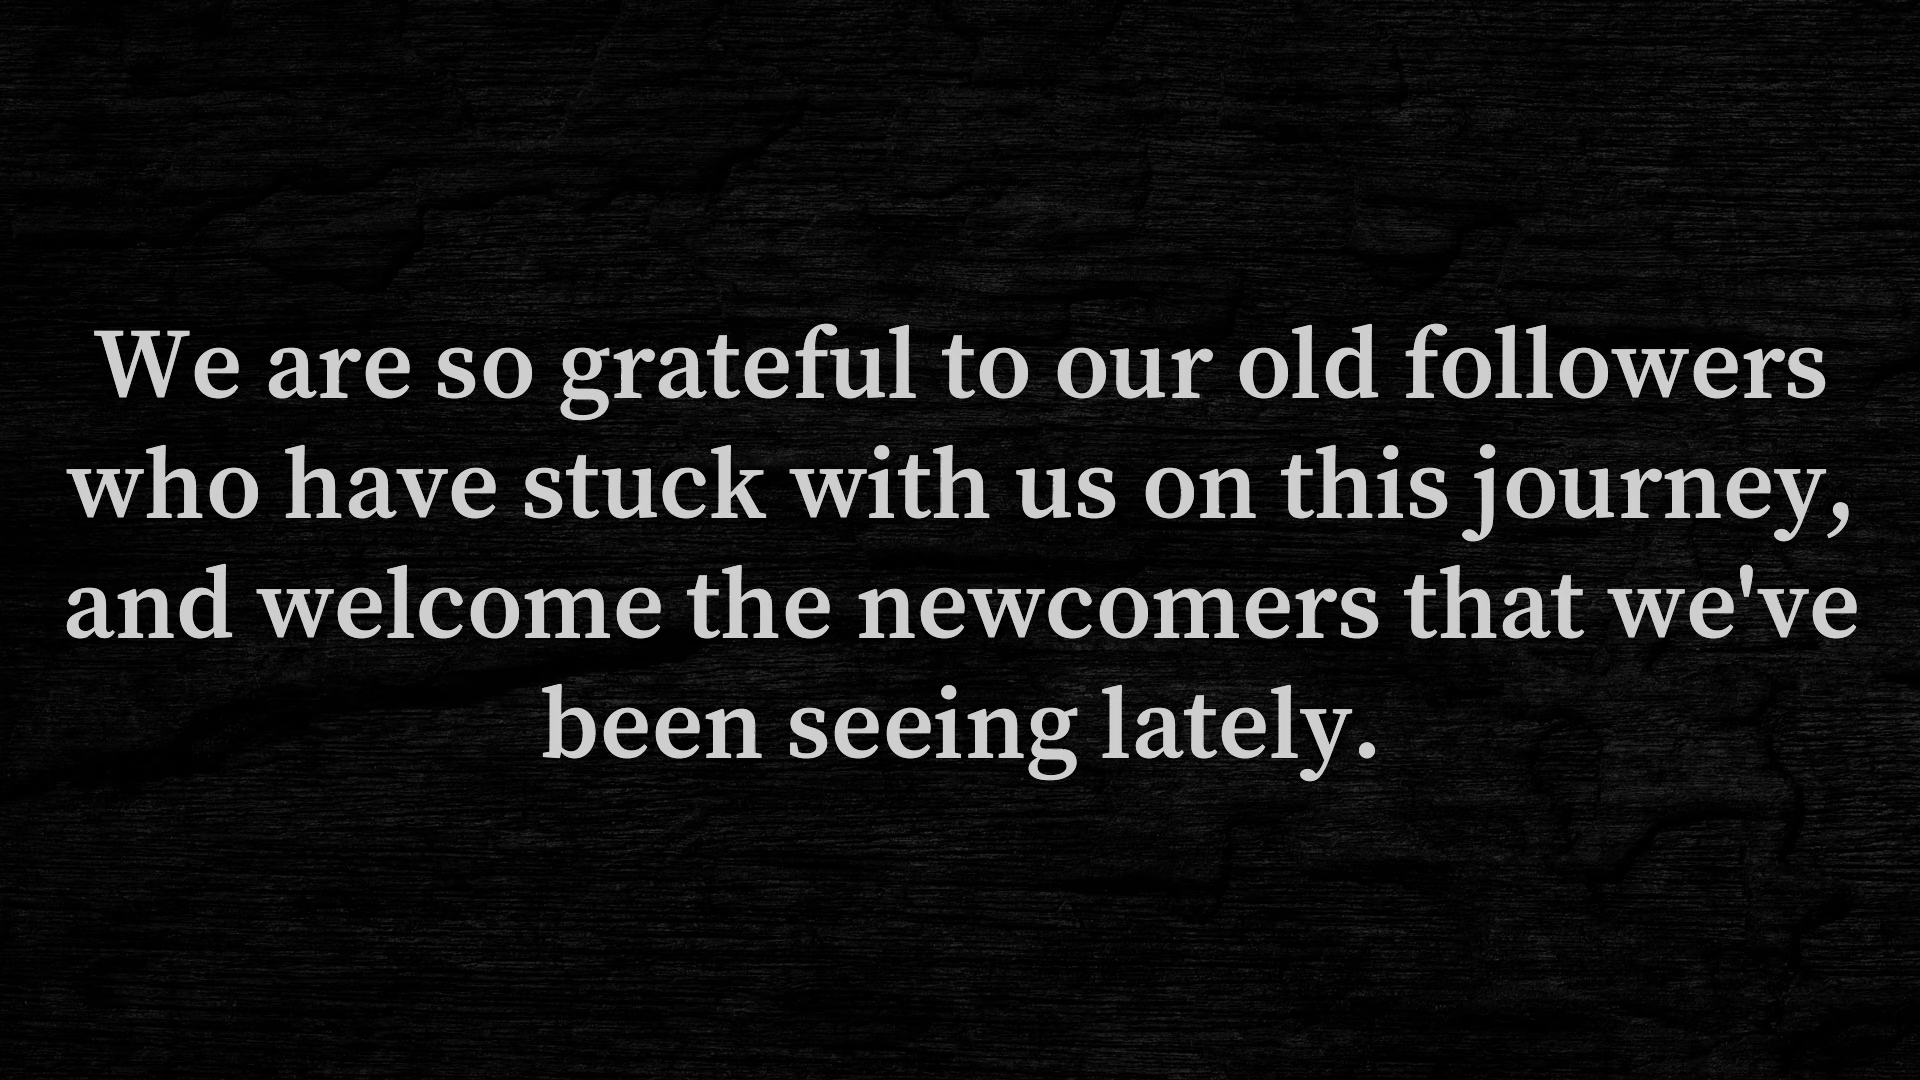 We are so grateful to our old followers
who have stuck with us on this journey,
and welcome the newcomers that we've
been seeing lately.